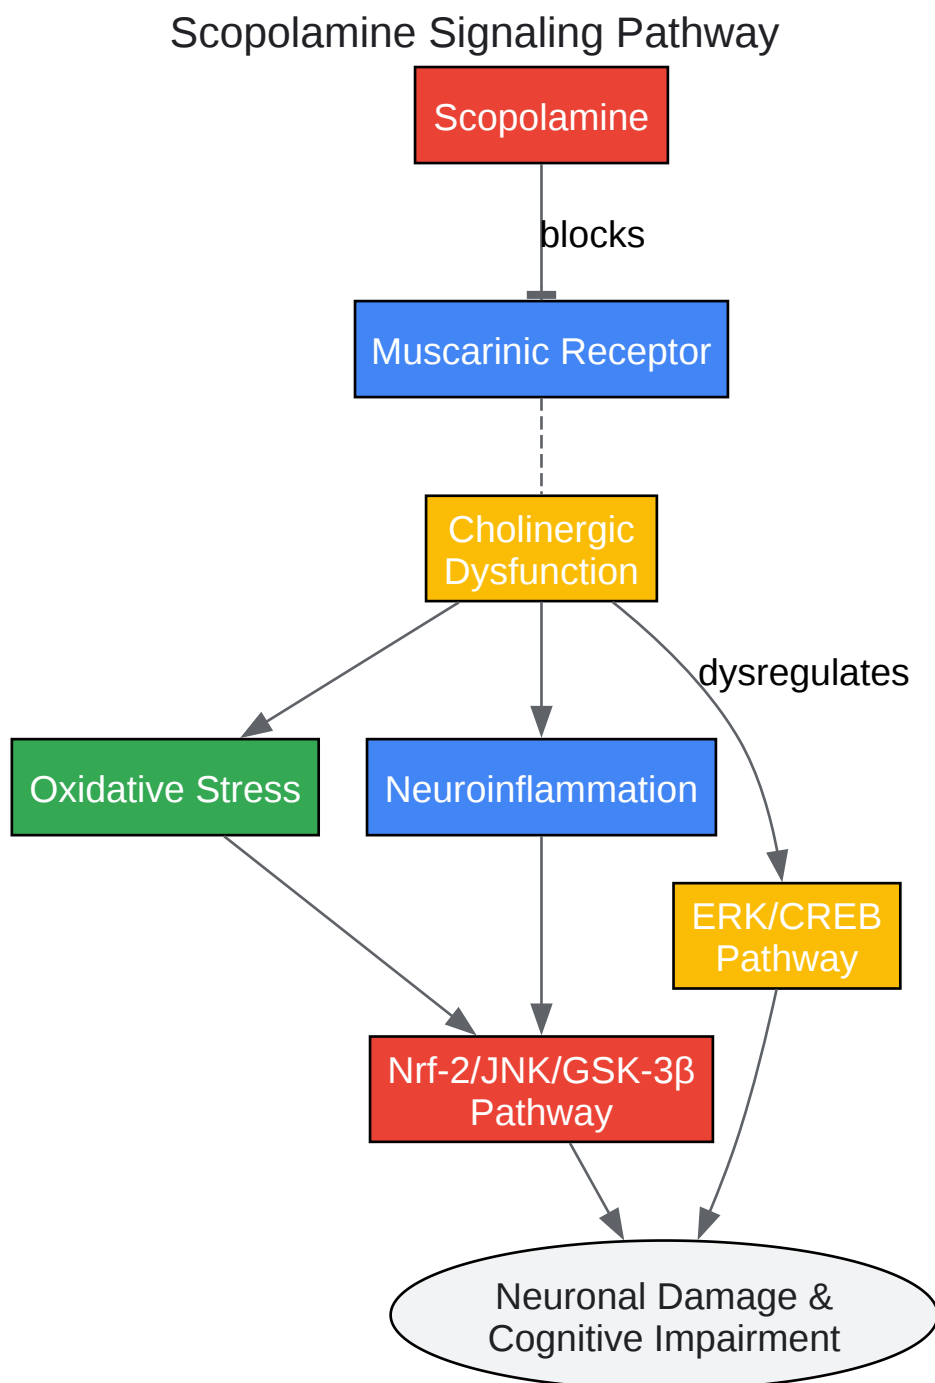 Scopolamine Signaling Pathway
Scopolamine
blocks
Muscarinic Receptor
Cholinergic
Dysfunction
dysregulates
Oxidative Stress
Neuroinflammation
ERK/CREB
Pathway
Nrf-2/JNK/GSK-3β
Pathway
Neuronal Damage &
Cognitive Impairment